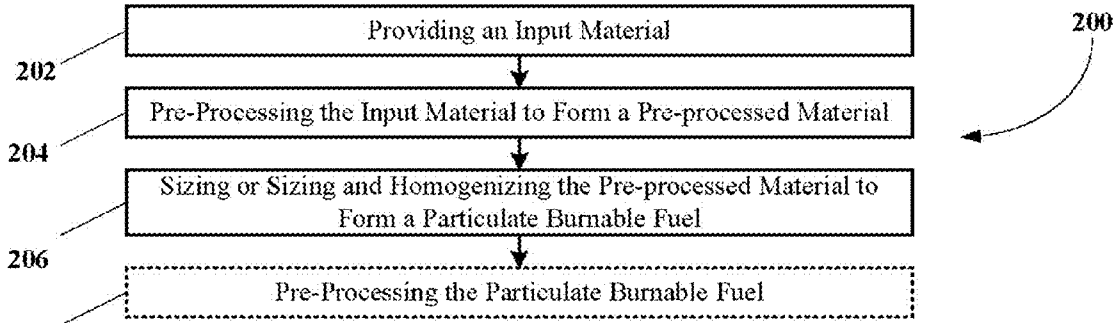 Providing an Input Material
200
202
Pre-Processing the Input Material to Form a Pre-processed Material
204
Sizing or Sizing and Homogenizing the Pre-processed Material to
Form a Particulate Burnable Fuel
206
Pre-Processing the Particulate Burnable Fuel